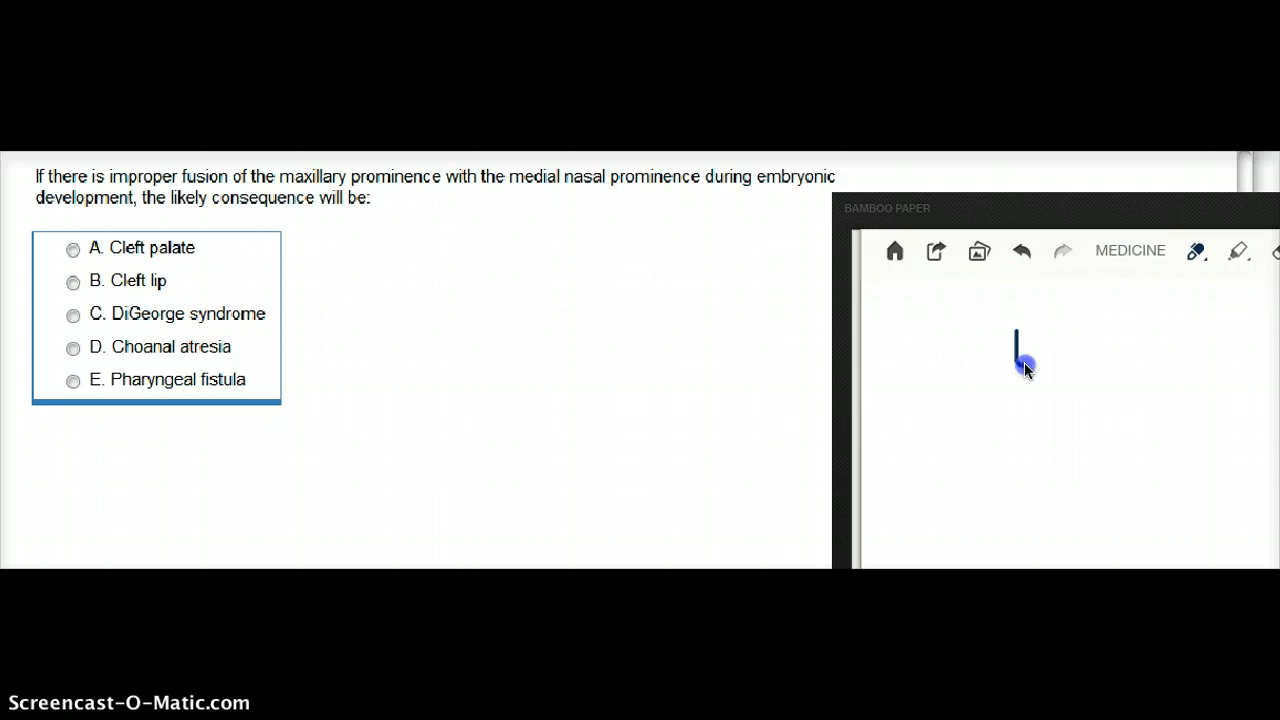 If there is improper fusion of the maxillary prominence with the medial nasal prominence during embryonic
development, the likely consequence will be:
A. Cleft palate
B. Cleft lip
C. DiGeorge syndrome
D. Choanal atresia
E. Pharyngeal fistula
BAMBOO PAPER
MEDICINE
Screencast-O-Matic.com